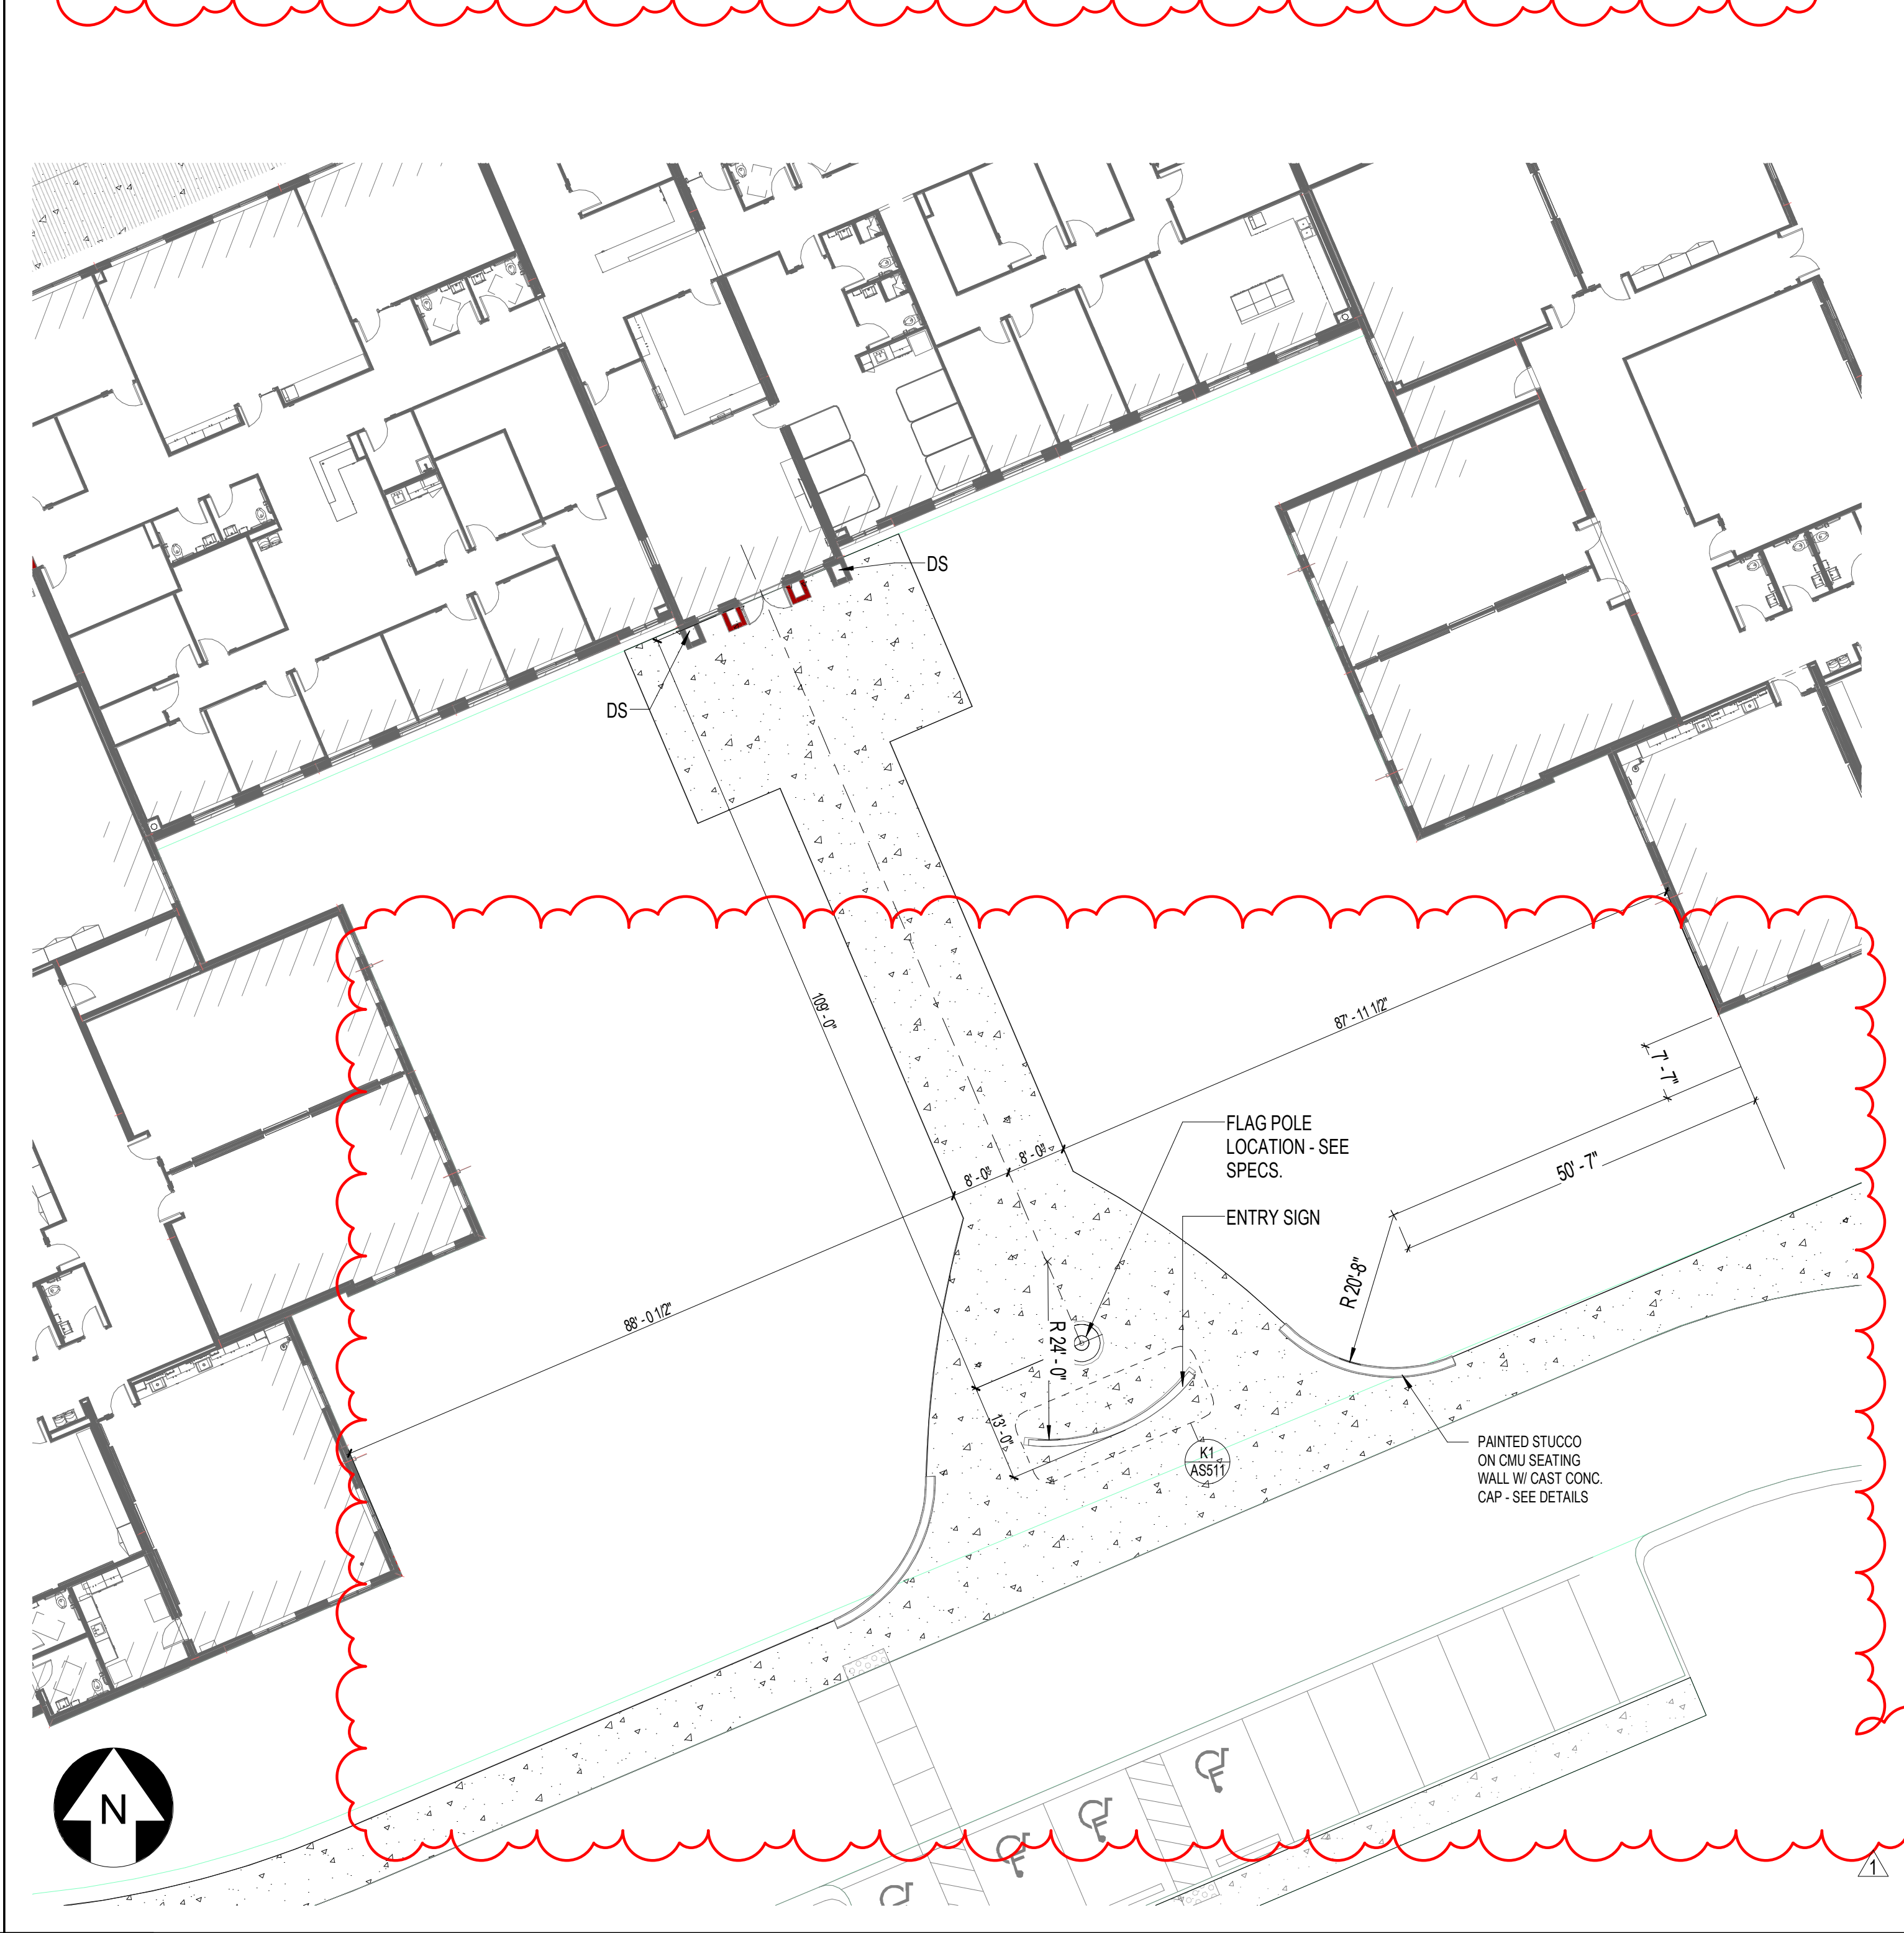 DS
DS
109' - 0"
87' - 11 1/2"
7' - 7"
FLAG POLE
LOCATION - SEE
SPECS.
8' - 0"
8' - 0"
50' - 7"
ENTRY SIGN
R 20'-8"
88' - 0 1/2"
R 24' - 0"
13' - 0"
K1
AS511
PAINTED STUCCO
ON CMU SEATING
WALL W/ CAST CONC.
CAP - SEE DETAILS
N
1